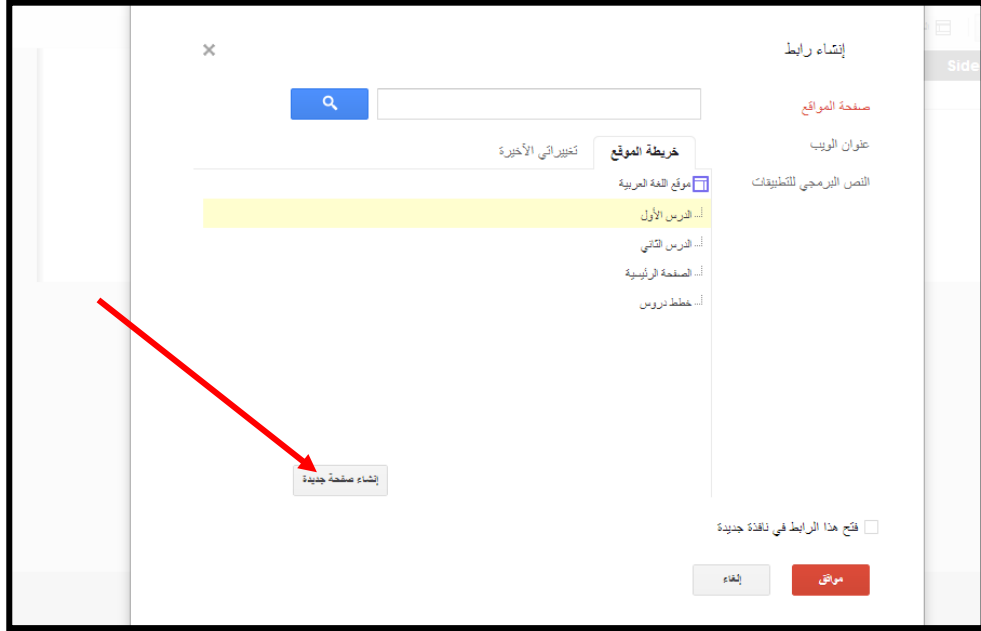 إنشاء رابط
Side
صفحة المواقع
عنوان الويب
النص البرمجي للتطبيقات
خريطة الموقع
تغييراتي الأخيرة
موقع اللغة العربية
الدرس الأول
الدرس الثاني
الصفحة الرئيسية
خطط دروس
إنشاء صفحة جديدة
فتح هذا الرابط في نافذة جديدة
موافق
إلغاء